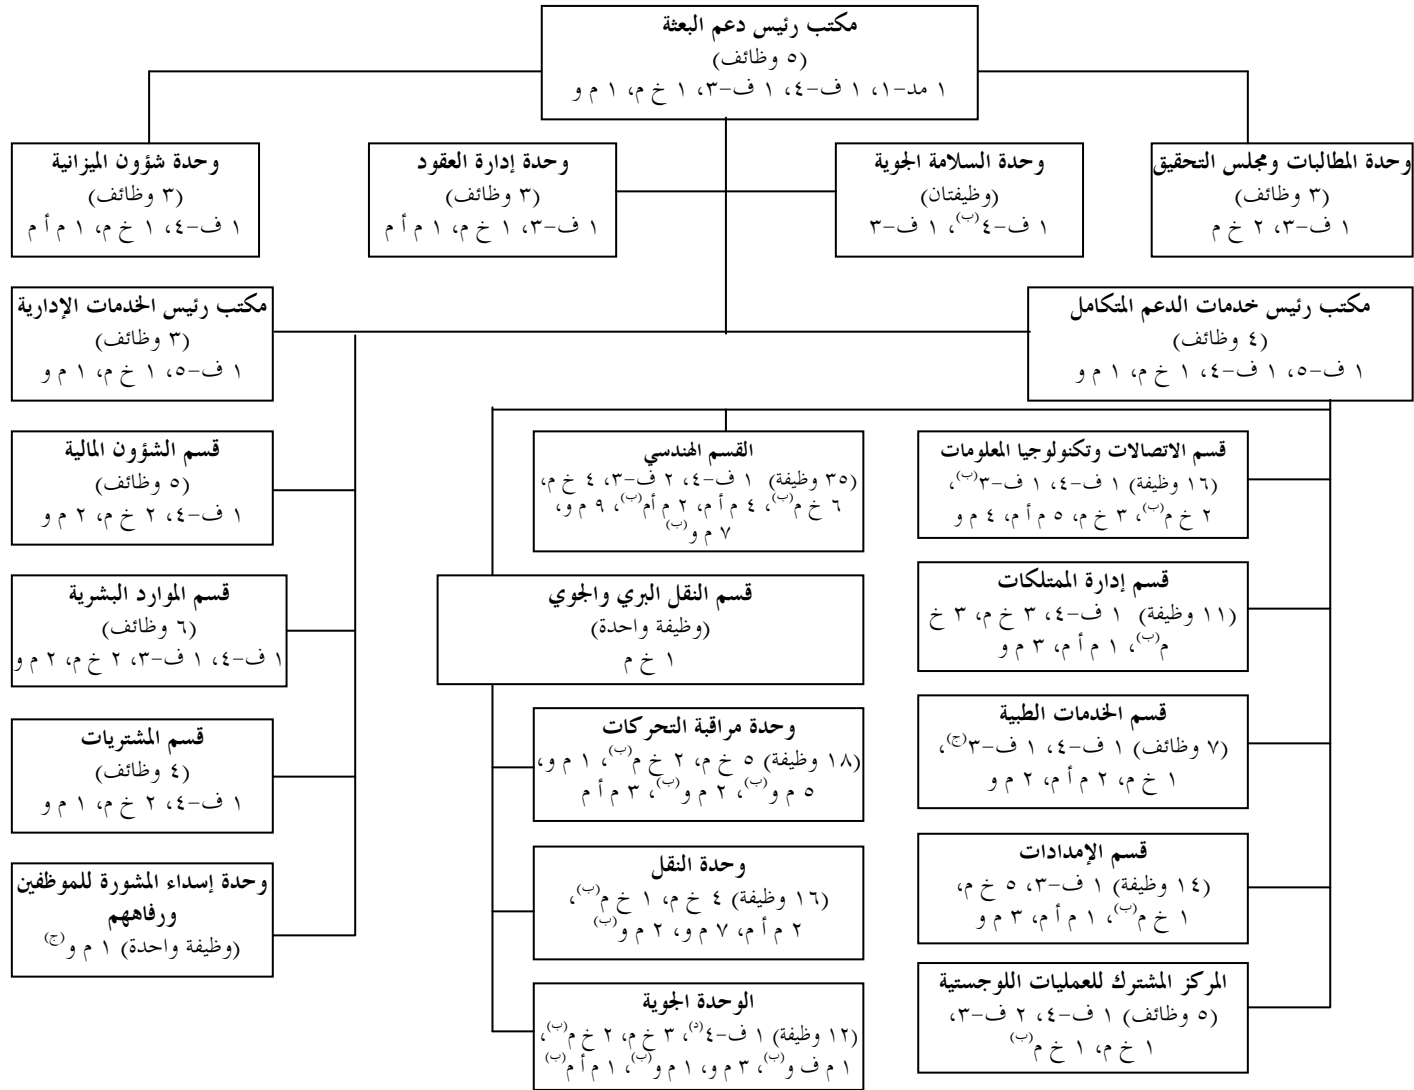 مكتب رئيس دعم البعثة
(٥ وظائف)
١ مد-١، ١ ف-٤، ١ ف-٣، ١ خ م، ١ م و
وحدة المطالبات ومجلس التحقيق
(٣ وظائف)
١ ف-٣، ٢ خ م
وحدة السلامة الجوية
(وظيفتان)
١ ف-٤(ب)، ١ ف-٣
وحدة إدارة العقود
(٣ وظائف)
١ ف-٣، ١ خ م، ١ م أ م
وحدة شؤون الميزانية
(٣ وظائف)
١ ف-٤، ١ خ م، ١ م أ م
مكتب رئيس خدمات الدعم المتكامل
(٤ وظائف)
١ ف-٥، ١ ف-٤، ١ خ م، ١ م و
مكتب رئيس الخدمات الإدارية
(٣ وظائف)
١ ف-٥، ١ خ م، ١ م و
قسم الاتصالات وتكنولوجيا المعلومات
(١٦ وظيفة) ١ ف-٤، ١ ف-٣(ب)،
٢ خ م(ب)، ٣ خ م، ٥ م أ م، ٤ م و
قسم إدارة الممتلكات
(١١ وظيفة) ١ ف-٤، ٣ خ م، ٣ خ
م(ب)، ١ م أ م، ٣ م و
قسم الخدمات الطبية
(٧ وظائف) ١ ف-٤، ١ ف-٣(ج)،
١ خ م، ٢ م أ م، ٢ م و
قسم الإمدادات
(١٤ وظيفة) ١ ف-٣، ٥ خ م،
١ خ م(ب)، ١ م أ م، ٣ م و
المركز المشترك للعمليات اللوجستية
(٥ وظائف) ١ ف-٤، ٢ ف-٣،
١ خ م، ١ خ م(ب)
القسم الهندسي
(٣٥ وظيفة) ١ ف-٤، ٢ ف-٣، ٤ خ م،
٦ خ م(ب)، ٤ م أ م، ٢ م أ م(ب)، ٩ م و،
٧ م و(ب)
قسم النقل البري والجوي
(وظيفة واحدة)
١ خ م
وحدة مراقبة التحركات
(١٨ وظيفة) ٥ خ م، ٢ خ م(ب)، ١ م و،
٥ م و(ب)، ٢ م و(ب)، ٣ م أ م
وحدة النقل
(١٦ وظيفة) ٤ خ م، ١ خ م(ب)،
٢ م أ م، ٧ م و، ٢ م و(ب)
الوحدة الجوية
(١٢ وظيفة) ١ ف-٤(د)، ٣ خ م، ٢ خ م(ب)،
١ م ف و(ب)، ٣ م و، ١ م و(ب)، ١ م أ م(ب)
قسم الشؤون المالية
(٥ وظائف)
١ ف-٤، ٢ خ م، ٢ م و
قسم الموارد البشرية
(٦ وظائف)
١ ف-٤، ١ ف-٣، ٢ خ م، ٢ م و
قسم المشتريات
(٤ وظائف)
١ ف-٤، ٢ خ م، ١ م و
وحدة إسداء المشورة للموظفين
ورفاههم
(وظيفة واحدة) ١ م و(ج)